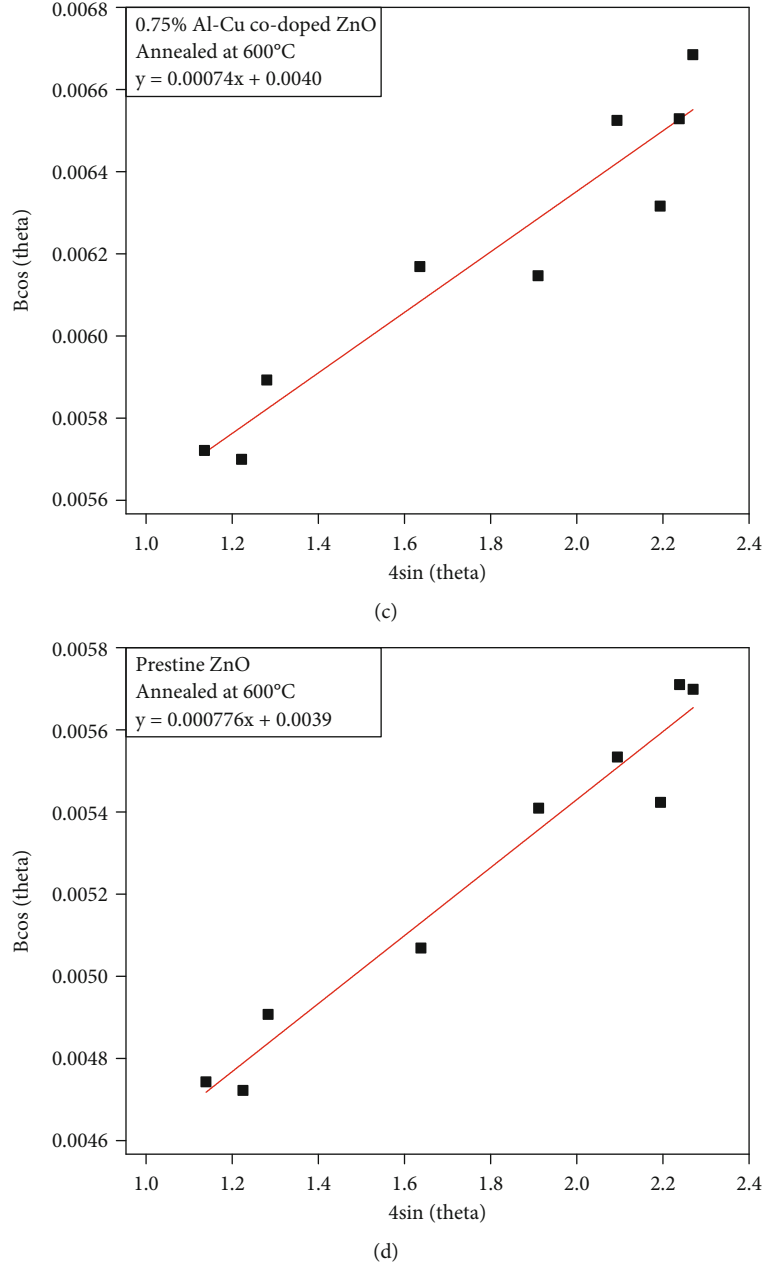 0.0068
0.75% Al-Cu co-doped ZnO
Annealed at 600°C
y = 0.00074x + 0.0040
0.0066
0.0064
0.0062
0.0060
0.0058
0.0056
Bcos (theta)
1.0 1.2 1.4 1.6 1.8 2.0 2.2 2.4
4sin (theta)
(c)
0.0058
Prestine ZnO
Annealed at 600°C
y = 0.000776x + 0.0039
0.0056
0.0054
0.0052
0.0050
0.0048
0.0046
Bcos (theta)
1.0 1.2 1.4 1.6 1.8 2.0 2.2 2.4
4sin (theta)
(d)